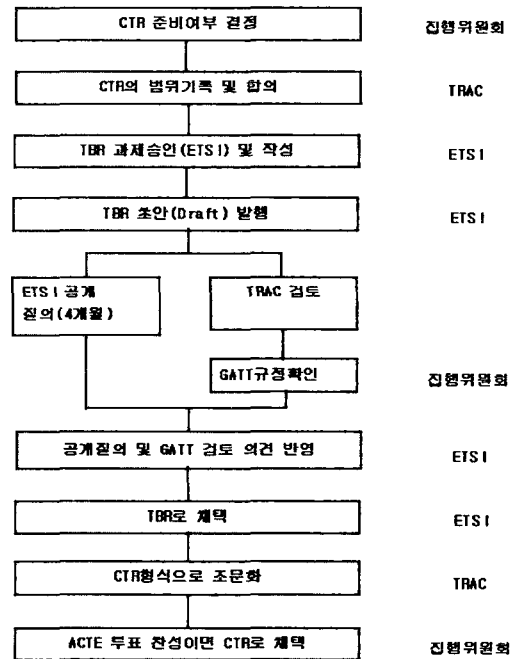 CTR 준비여부 결정 집행위원회
CTR의 범위기록 및 합의 TRAC
TBR 과제승인(ETSI) 및 작성 ETSI
TBR 초안(Draft) 발행 ETSI
ETSI 공개
질의(4개월)
TRAC 검토
GATT규정확인 집행위원회
공개질의 및 GATT 검토 의견 반영 ETSI
TBR로 채택 ETSI
CTR형식으로 조문화 TRAC
ACTE 투표 찬성이면 CTR로 채택 집행위원회